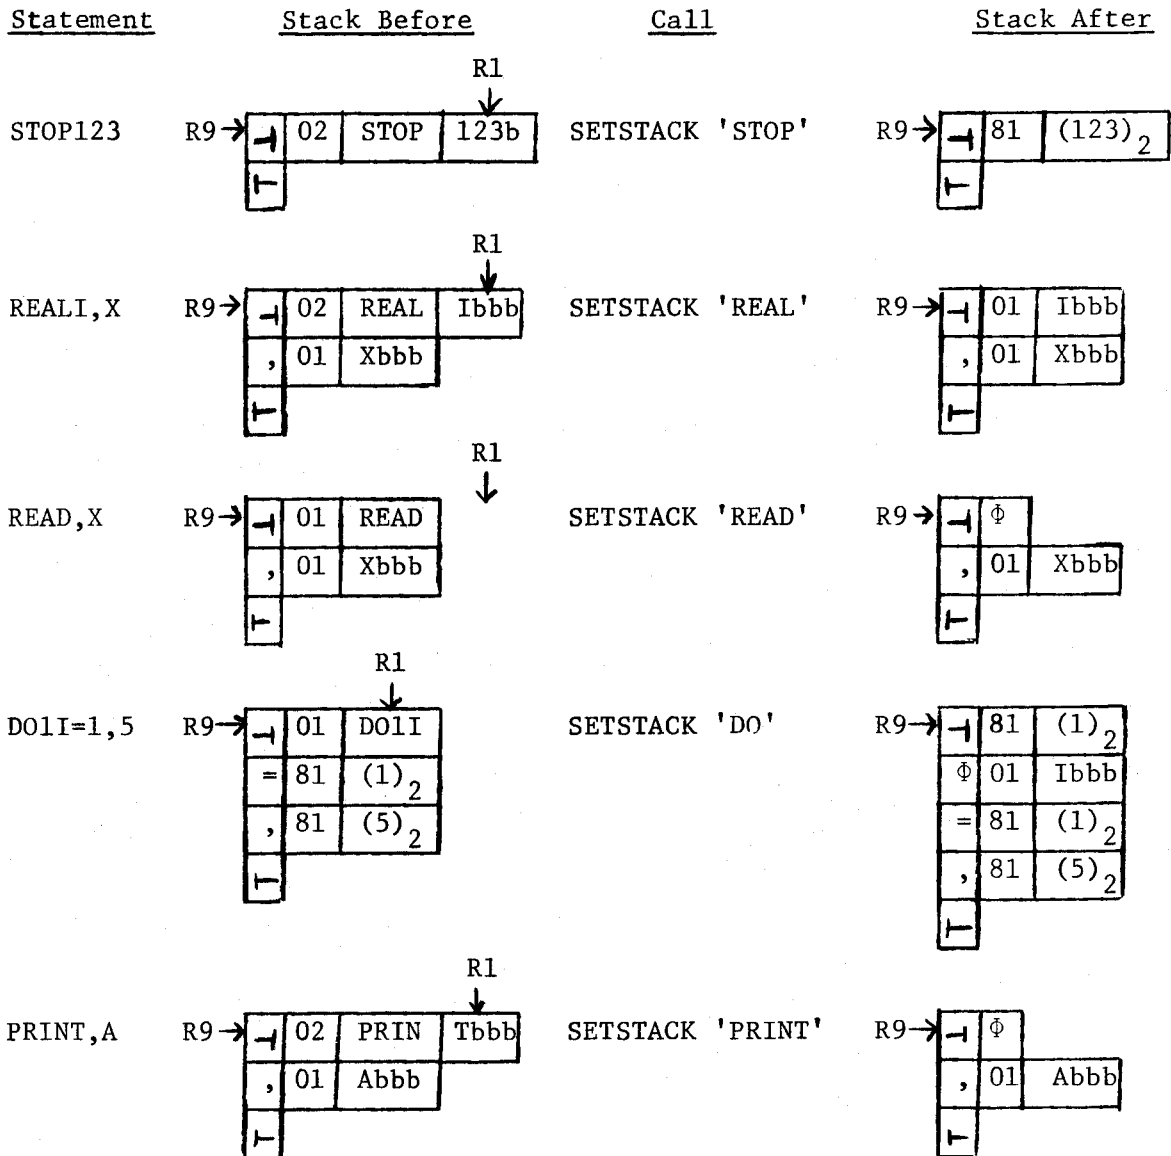 Statement Stack Before Call Stack After
R1
STOP123 R9→ ⊣ 02 STOP 123b SETSTACK 'STOP' R9→ ⊣ 81 (123)2
⊢ ⊢
R1
REALI,X R9→ ⊣ 02 REAL Ibbb SETSTACK 'REAL' R9→ ⊣ 01 Ibbb
, 01 Xbbb , 01 Xbbb
⊢ ⊢
R1
READ,X R9→ ⊣ 01 READ SETSTACK 'READ' R9→ ⊣ Φ
, 01 Xbbb , 01 Xbbb
⊢ ⊢
R1
DO1I=1,5 R9→ ⊣ 01 DO1I SETSTACK 'DO' R9→ ⊣ 81 (1)2
= 81 (1)2 Φ 01 Ibbb
, 81 (5)2 = 81 (1)2
⊢ , 81 (5)2
⊢
R1
PRINT,A R9→ ⊣ 02 PRIN Tbbb SETSTACK 'PRINT' R9→ ⊣ Φ
, 01 Abbb , 01 Abbb
⊢ ⊢